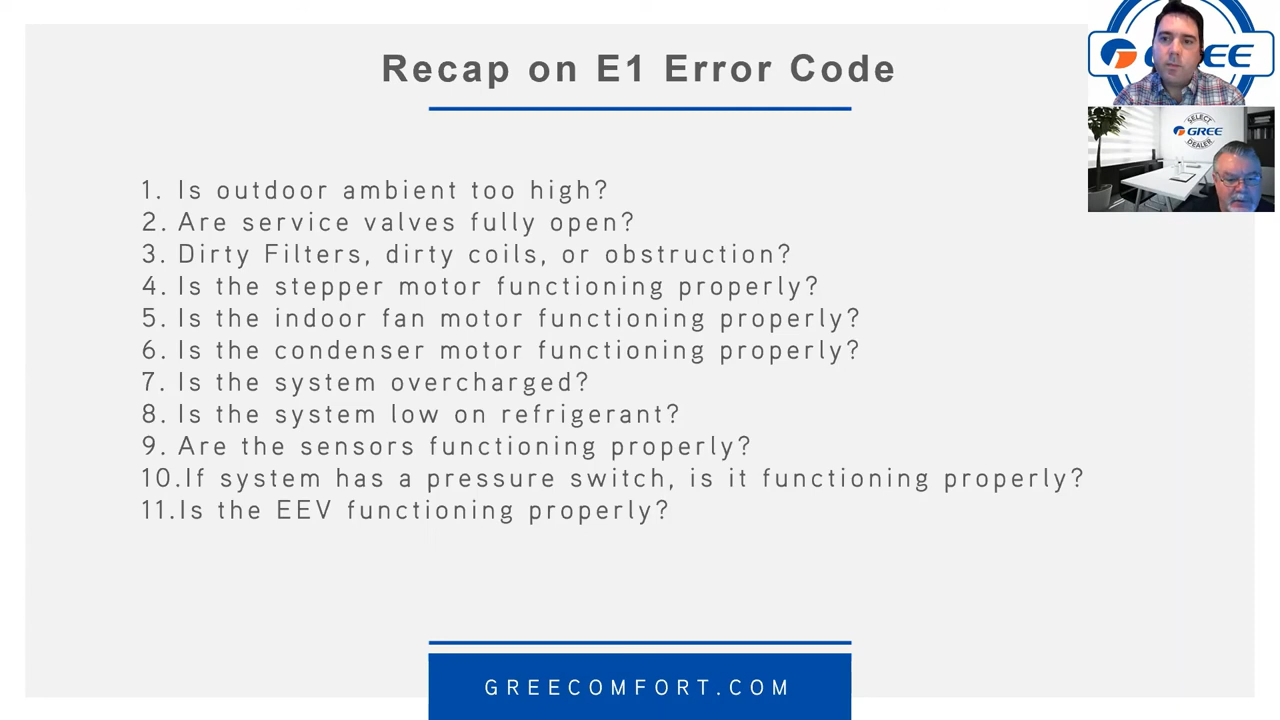 Recap on E1 Error Code
1. Is outdoor ambient too high?
2. Are service valves fully open?
3. Dirty Filters, dirty coils, or obstruction?
4. Is the stepper motor functioning properly?
5. Is the indoor fan motor functioning properly?
6. Is the condenser motor functioning properly?
7. Is the system overcharged?
8. Is the system low on refrigerant?
9. Are the sensors functioning properly?
10.If system has a pressure switch, is it functioning properly?
11.Is the EEV functioning properly?
GREECOMFORT.COM
SELECT
GREE
DEALER